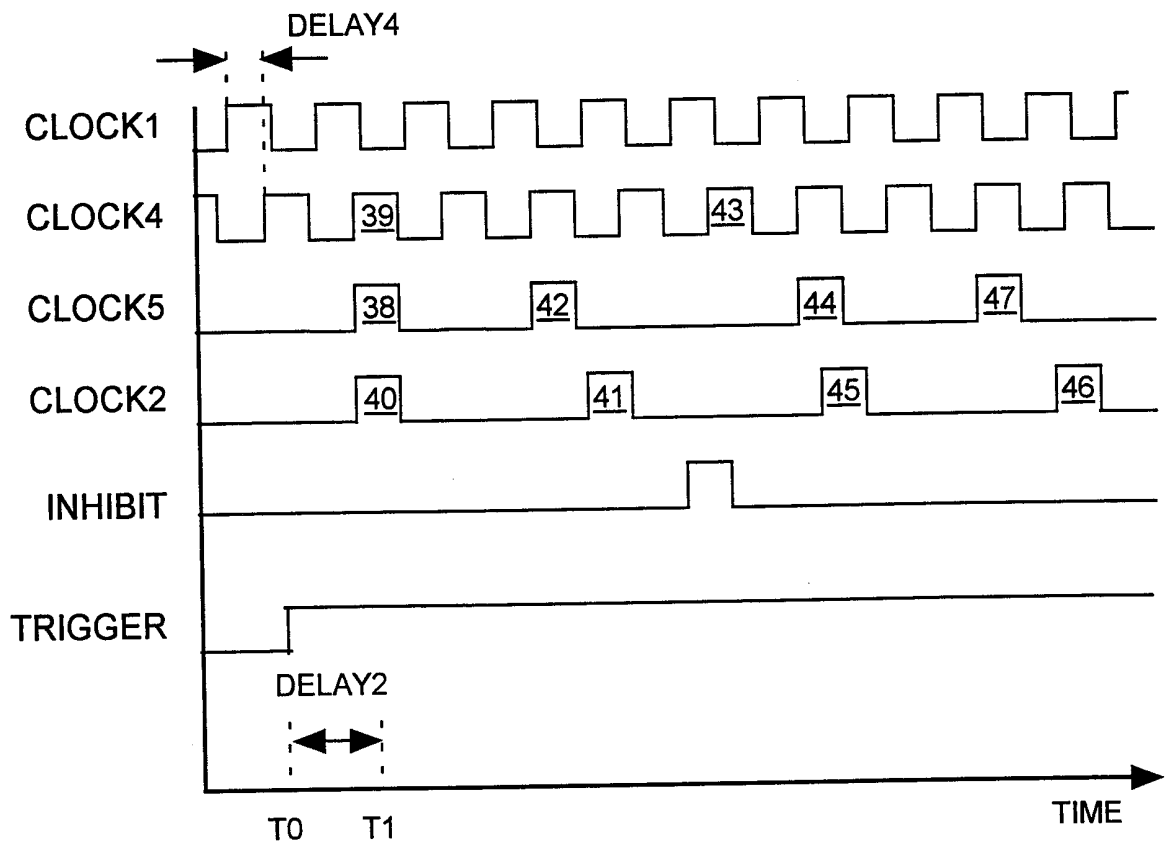 DELAY4
CLOCK1
CLOCK4
39
43
CLOCK5
38
42
44
47
CLOCK2
40
41
45
46
INHIBIT
TRIGGER
DELAY2
T0
T1
TIME